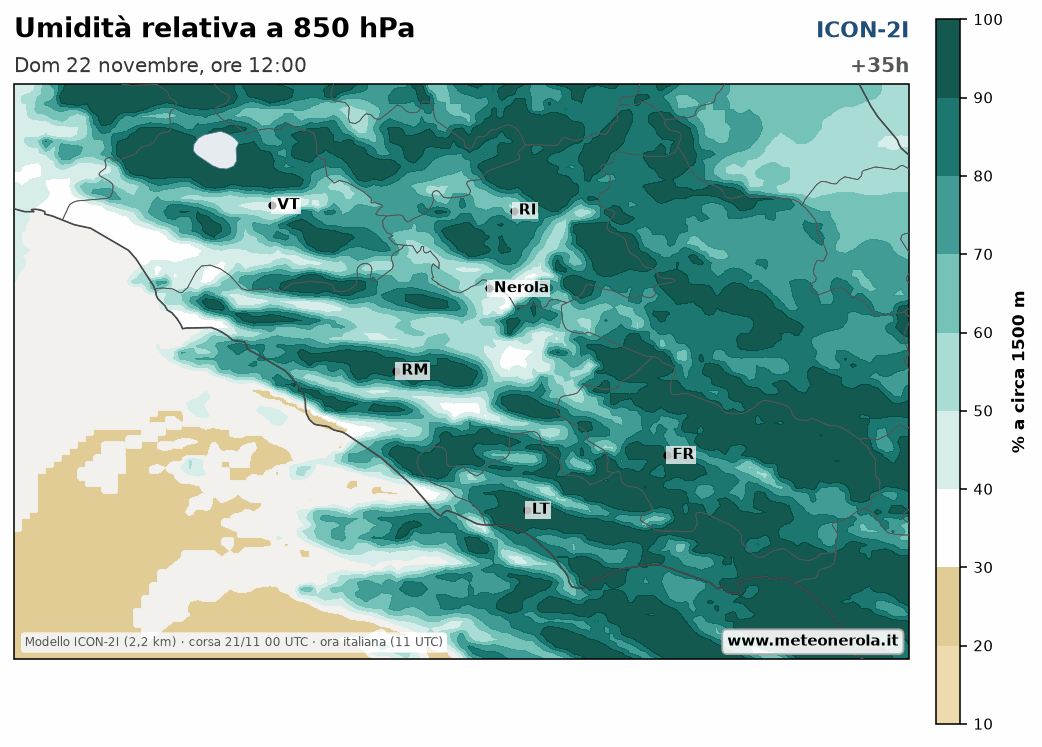 Umidità relativa a 850 hPa
ICON-2I
Dom 22 novembre, ore 12:00
+35h
VT
RI
Nerola
RM
FR
LT
Modello ICON-2I (2,2 km) · corsa 21/11 00 UTC · ora italiana (11 UTC)
www.meteonerola.it
100
90
80
70
60
50
40
30
20
10
% a circa 1500 m